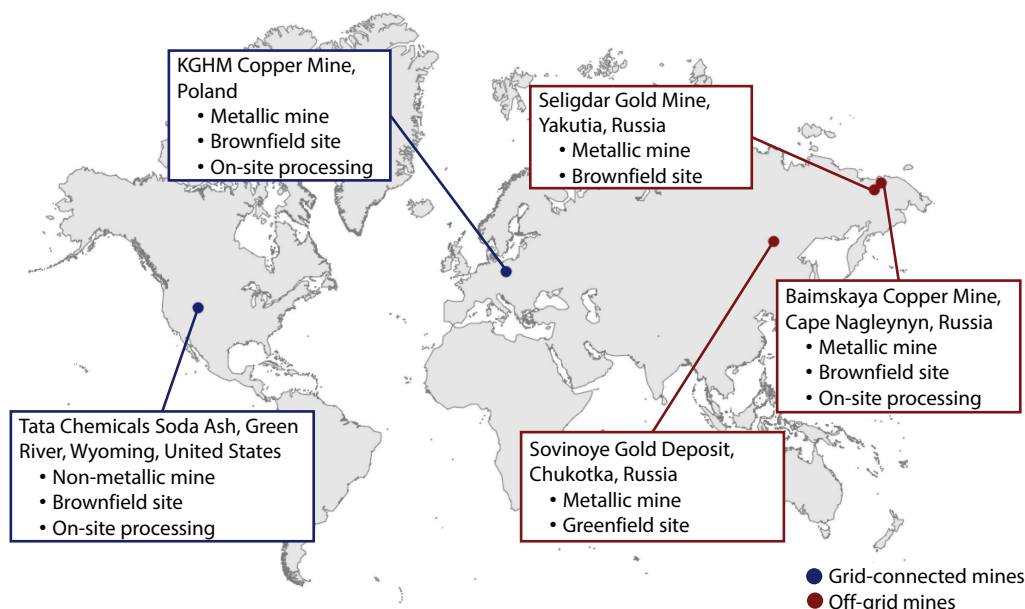 KGHM Copper Mine,
Poland
• Metallic mine
• Brownfield site
• On-site processing
Seligdar Gold Mine,
Yakutia, Russia
• Metallic mine
• Brownfield site
Baimskaya Copper Mine,
Cape Nagleynyn, Russia
• Metallic mine
• Brownfield site
• On-site processing
Tata Chemicals Soda Ash, Green
River, Wyoming, United States
• Non-metallic mine
• Brownfield site
• On-site processing
Sovinoye Gold Deposit,
Chukotka, Russia
• Metallic mine
• Greenfield site
Grid-connected mines
Off-grid mines